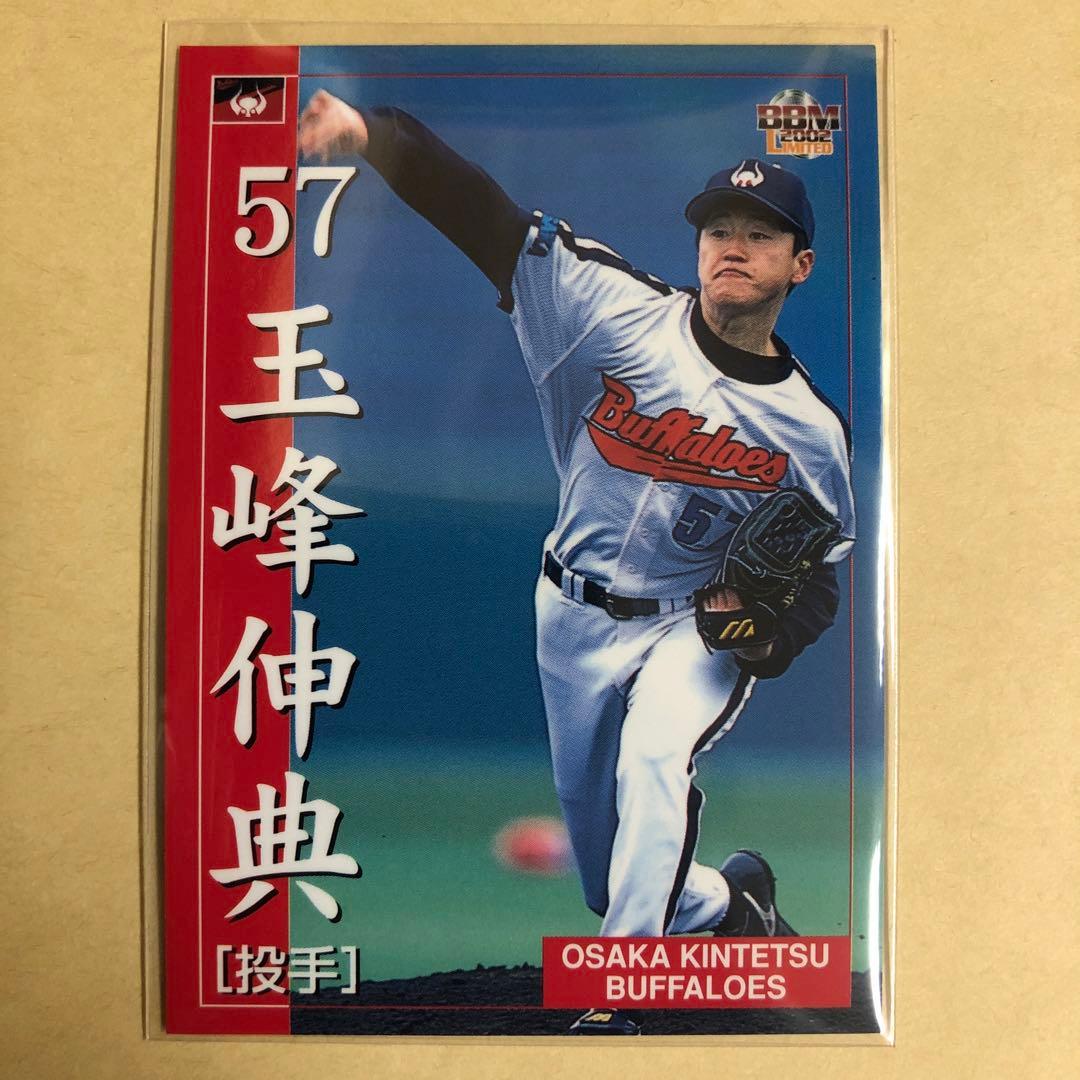 BBM
2002
LIMITED
57
玉峰伸典
[投手]
Buffaloes
57
OSAKA KINTETSU
BUFFALOES